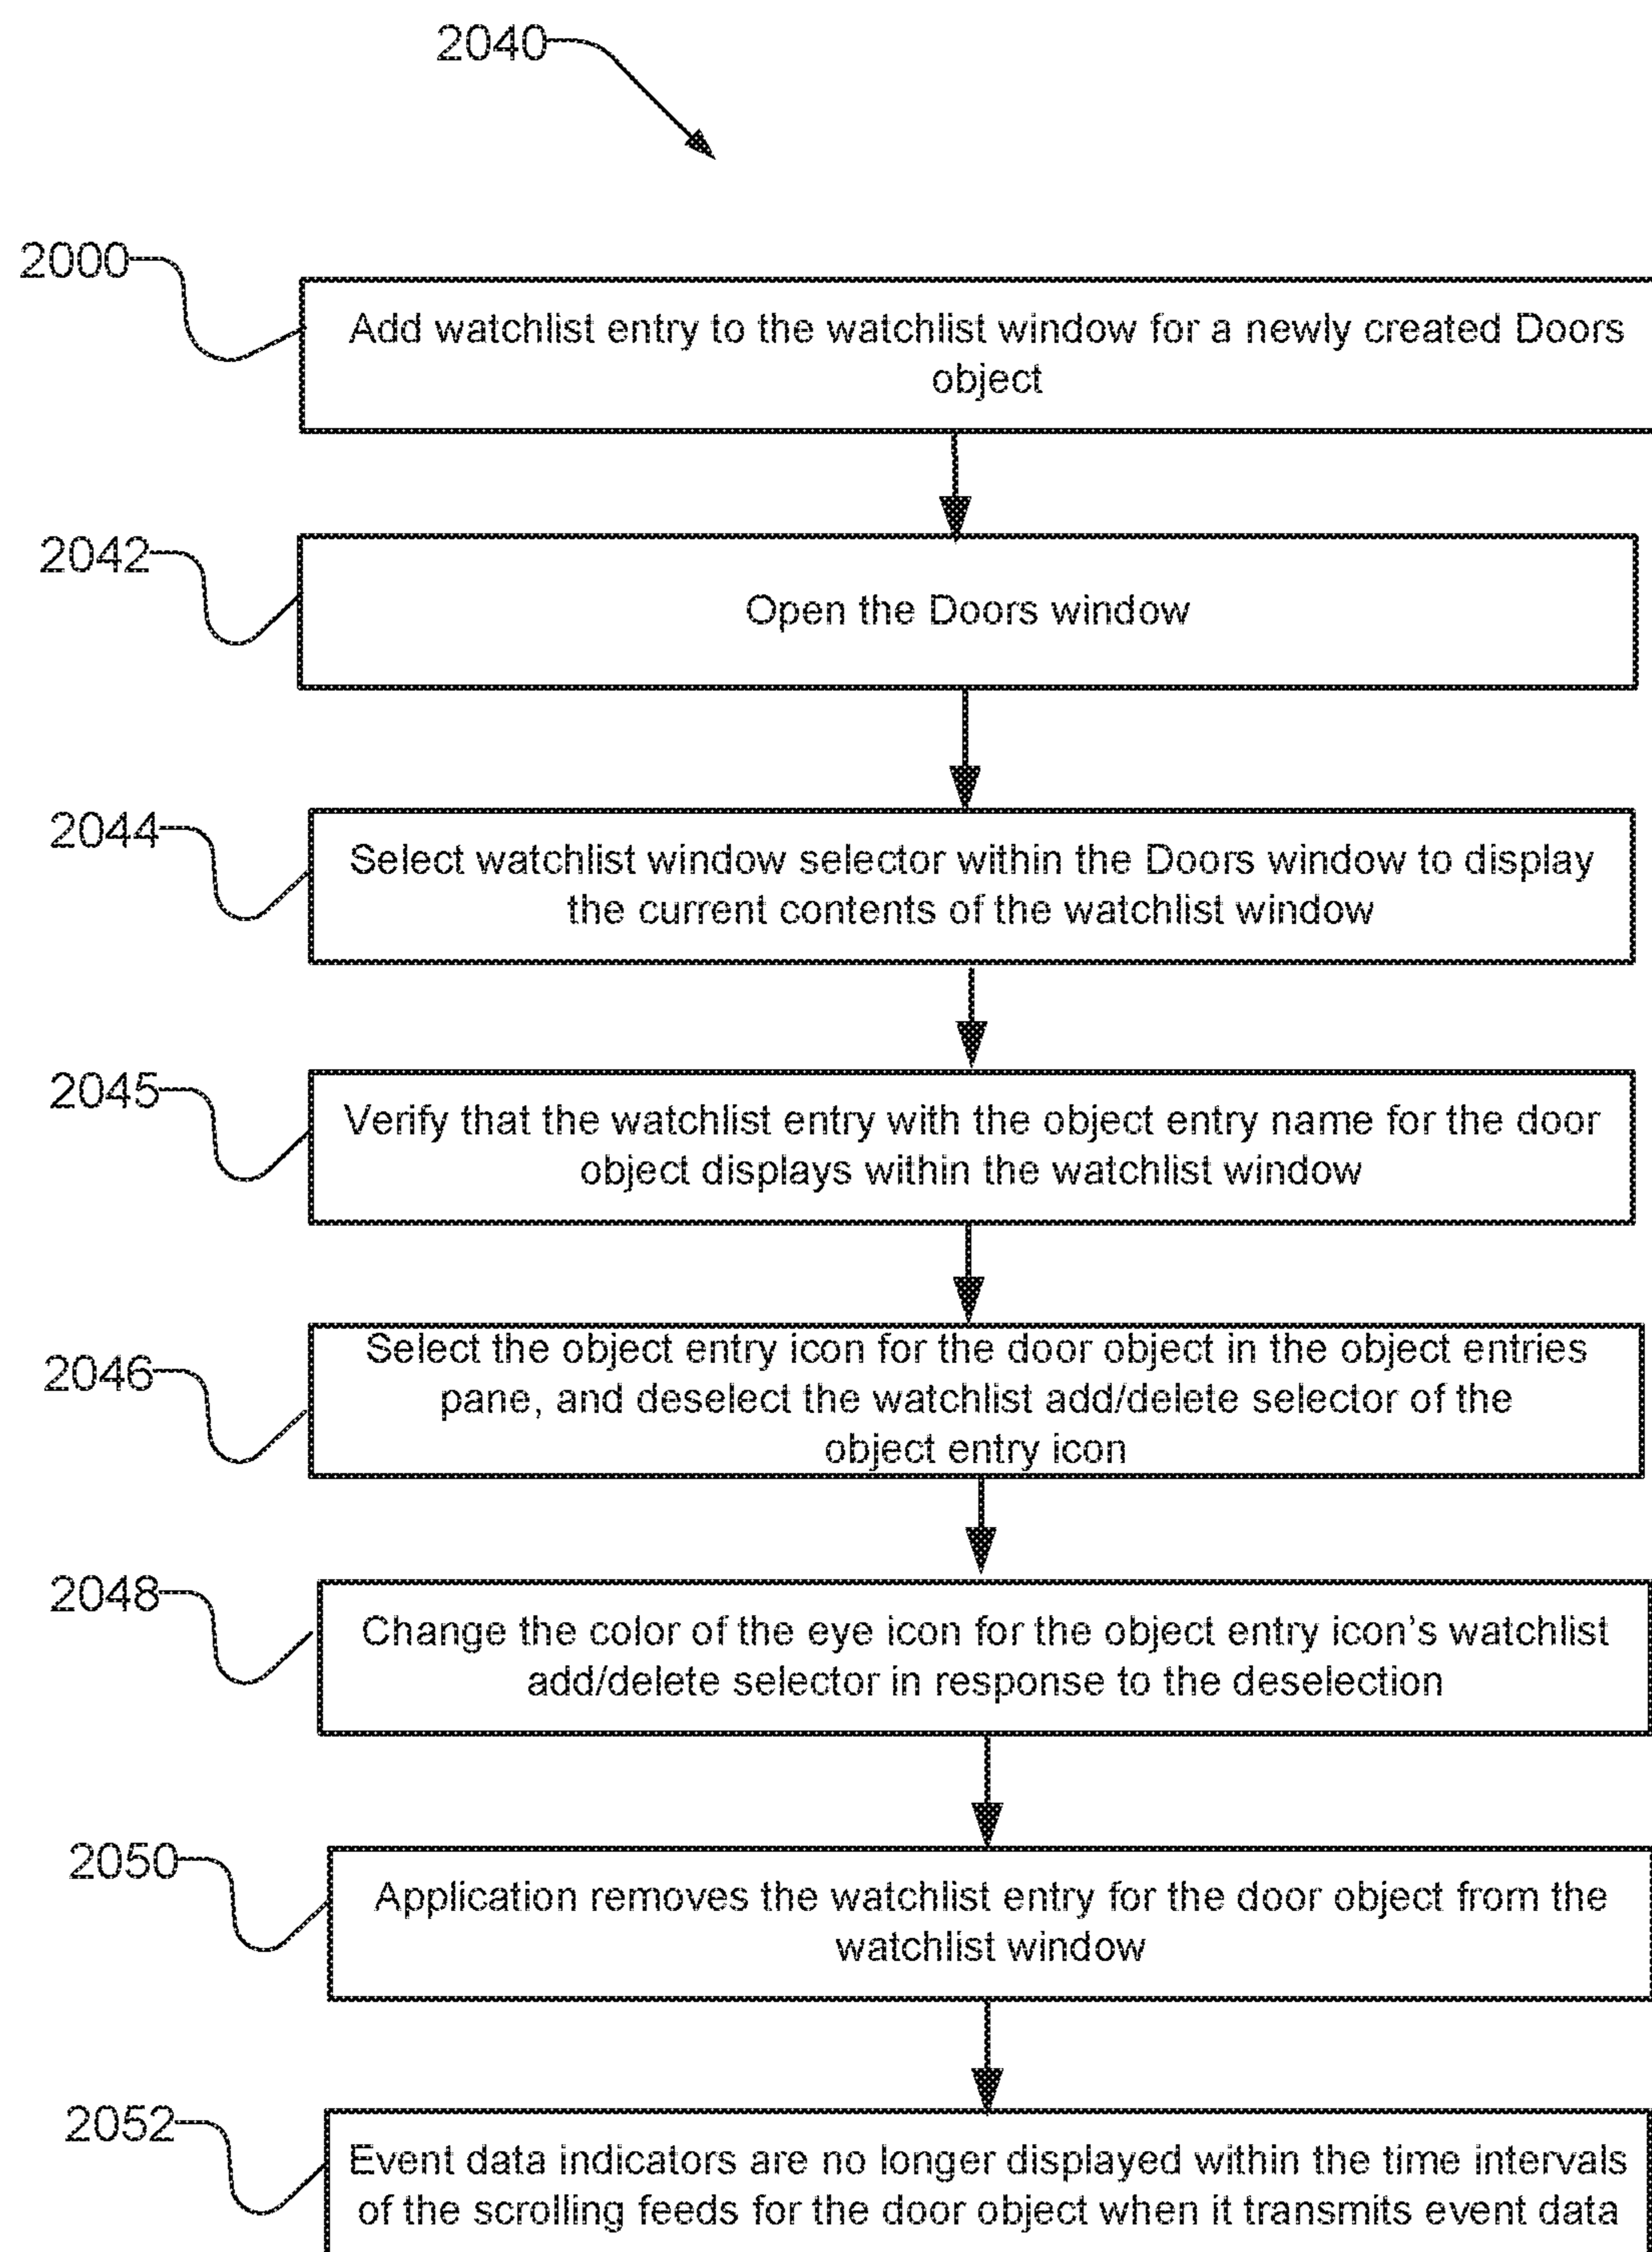 2040
2000
Add watchlist entry to the watchlist window for a newly created Doors
object
2042
Open the Doors window
2044
Select watchlist window selector within the Doors window to display
the current contents of the watchlist window
2045
Verify that the watchlist entry with the object entry name for the door
object displays within the watchlist window
2046
Select the object entry icon for the door object in the object entries
pane, and deselect the watchlist add/delete selector of the
object entry icon
2048
Change the color of the eye icon for the object entry icon's watchlist
add/delete selector in response to the deselection
2050
Application removes the watchlist entry for the door object from the
watchlist window
2052
Event data indicators are no longer displayed within the time intervals
of the scrolling feeds for the door object when it transmits event data